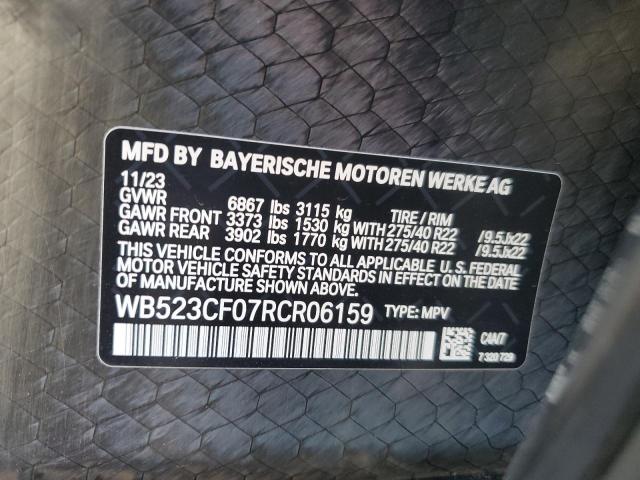 MFD BY BAYERISCHE MOTOREN WERKE AG
11/23
GVWR 6867 lbs 3115 kg TIRE / RIM
GAWR FRONT 3373 lbs 1530 kg WITH 275/40 R22 /9.5Jx22
GAWR REAR 3902 lbs 1770 kg WITH 275/40 R22 /9.5Jx22
THIS VEHICLE CONFORMS TO ALL APPLICABLE U.S. FEDERAL
MOTOR VEHICLE SAFETY STANDARDS IN EFFECT ON THE DATE
OF MANUFACTURE SHOWN ABOVE.
WB523CF07RCR06159 TYPE: MPV
CAN7
7 320 729